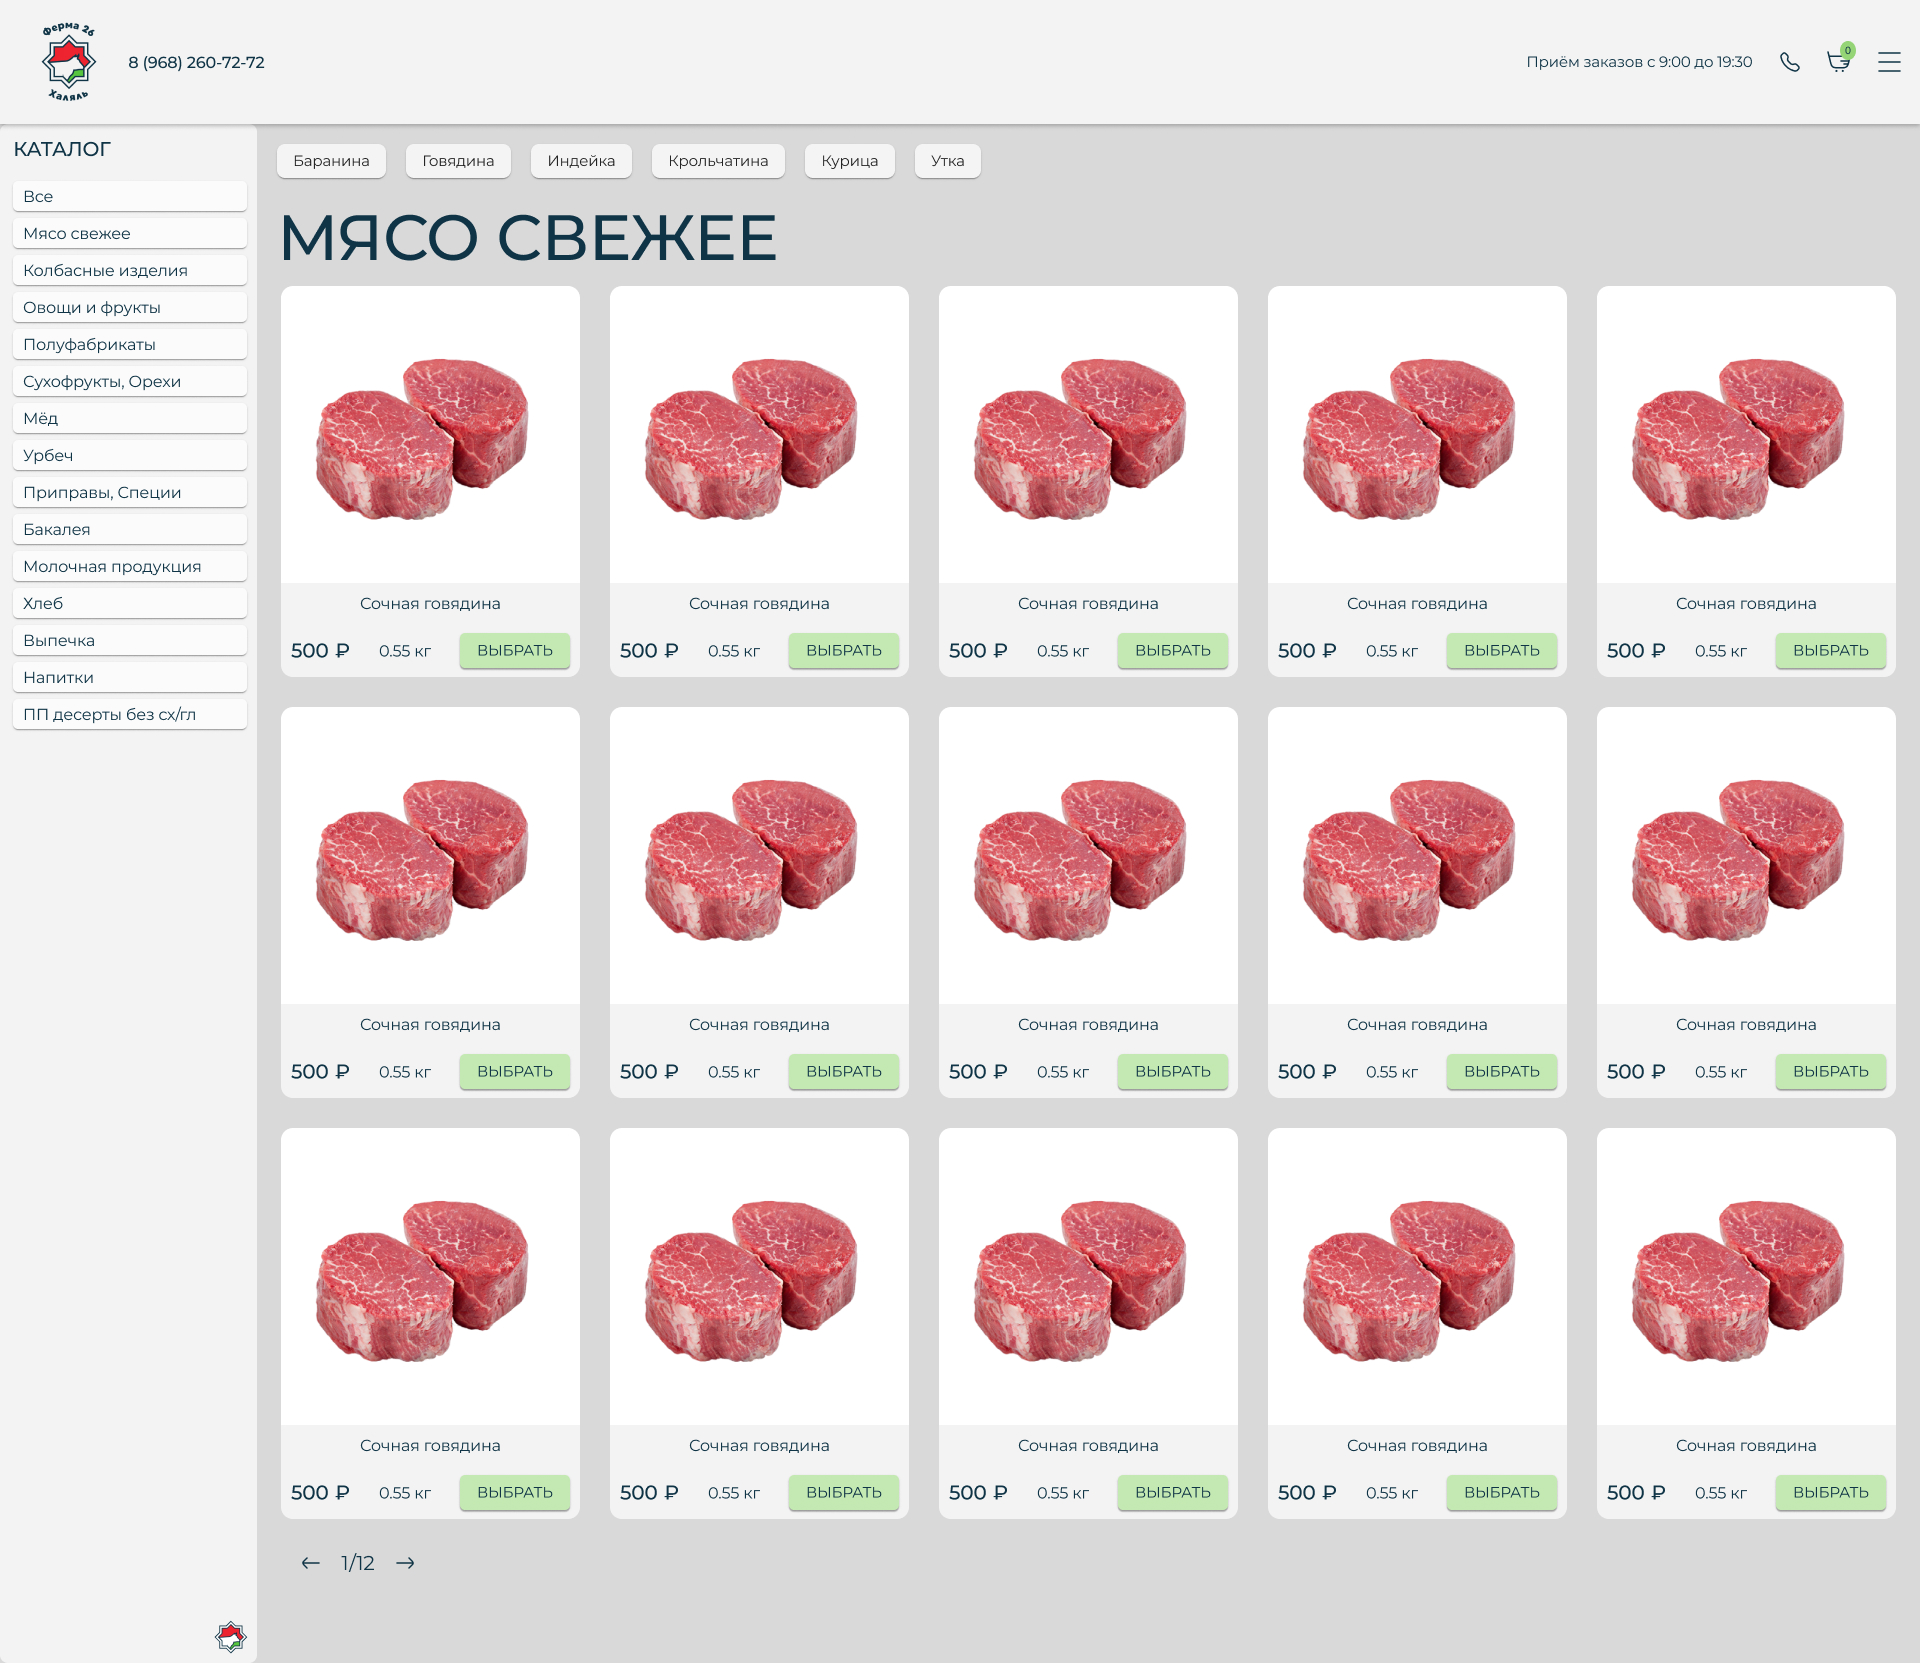 Ферма 26
Халяль
8 (968) 260-72-72
Приём заказов с 9:00 до 19:30
0
КАТАЛОГ
Все
Мясо свежее
Колбасные изделия
Овощи и фрукты
Полуфабрикаты
Сухофрукты, Орехи
Мёд
Урбеч
Приправы, Специи
Бакалея
Молочная продукция
Хлеб
Выпечка
Напитки
ПП десерты без сх/гл
Баранина Говядина Индейка Крольчатина Курица Утка
МЯСО СВЕЖЕЕ
Сочная говядина Сочная говядина Сочная говядина Сочная говядина Сочная говядина
500 ₽ 0.55 кг ВЫБРАТЬ 500 ₽ 0.55 кг ВЫБРАТЬ 500 ₽ 0.55 кг ВЫБРАТЬ 500 ₽ 0.55 кг ВЫБРАТЬ 500 ₽ 0.55 кг ВЫБРАТЬ
Сочная говядина Сочная говядина Сочная говядина Сочная говядина Сочная говядина
500 ₽ 0.55 кг ВЫБРАТЬ 500 ₽ 0.55 кг ВЫБРАТЬ 500 ₽ 0.55 кг ВЫБРАТЬ 500 ₽ 0.55 кг ВЫБРАТЬ 500 ₽ 0.55 кг ВЫБРАТЬ
Сочная говядина Сочная говядина Сочная говядина Сочная говядина Сочная говядина
500 ₽ 0.55 кг ВЫБРАТЬ 500 ₽ 0.55 кг ВЫБРАТЬ 500 ₽ 0.55 кг ВЫБРАТЬ 500 ₽ 0.55 кг ВЫБРАТЬ 500 ₽ 0.55 кг ВЫБРАТЬ
← 1/12 →